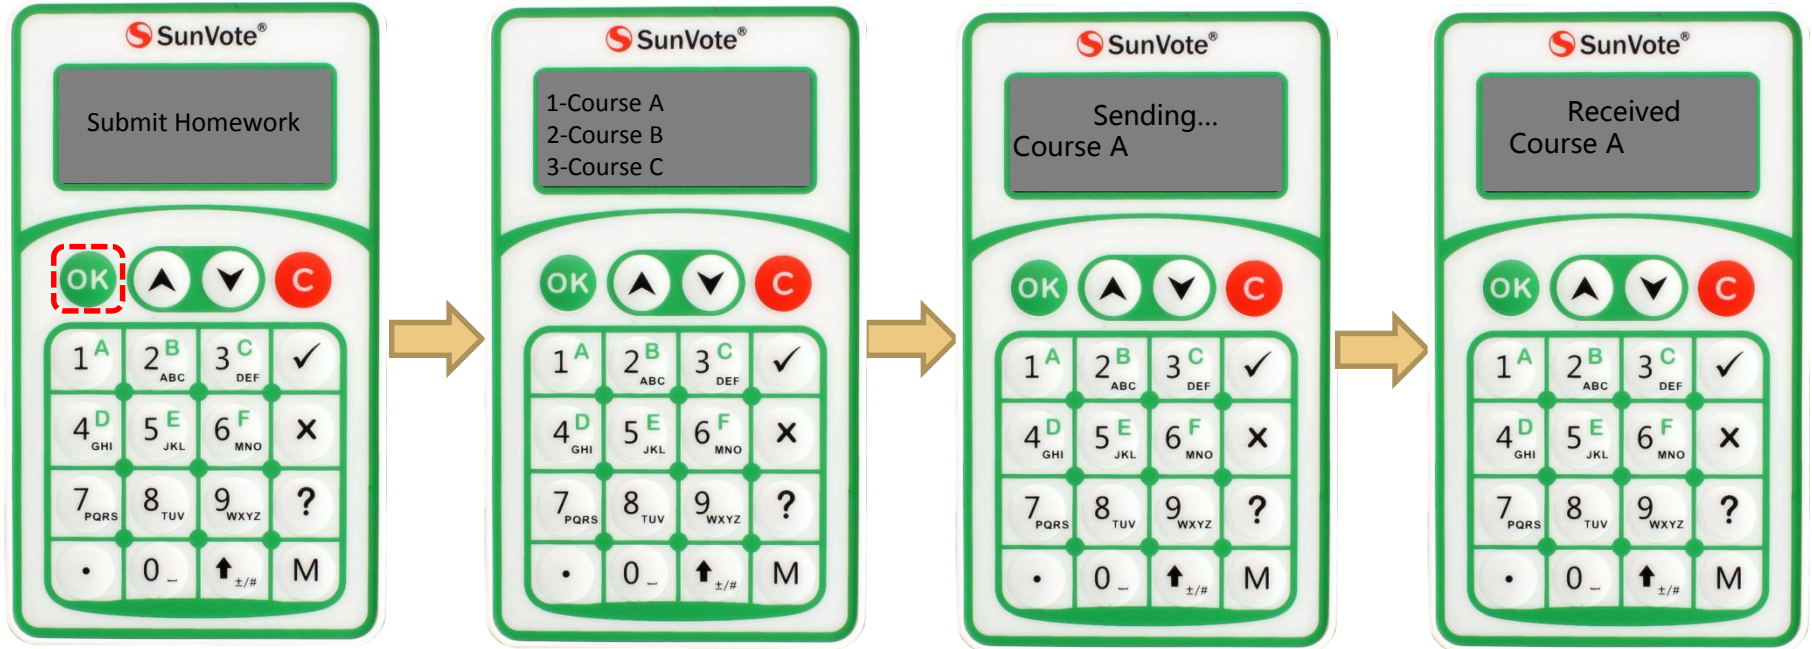 SunVote®
Submit Homework
OK C
1 A 2 B ABC 3 C DEF ✓
4 D GHI 5 E JKL 6 F MNO ×
7 PQRS 8 TUV 9 WXYZ ?
. 0 _ ↑ ±/# M
SunVote®
1-Course A
2-Course B
3-Course C
OK C
1 A 2 B ABC 3 C DEF ✓
4 D GHI 5 E JKL 6 F MNO ×
7 PQRS 8 TUV 9 WXYZ ?
. 0 _ ↑ ±/# M
SunVote®
Sending...
Course A
OK C
1 A 2 B ABC 3 C DEF ✓
4 D GHI 5 E JKL 6 F MNO ×
7 PQRS 8 TUV 9 WXYZ ?
. 0 _ ↑ ±/# M
SunVote®
Received
Course A
OK C
1 A 2 B ABC 3 C DEF ✓
4 D GHI 5 E JKL 6 F MNO ×
7 PQRS 8 TUV 9 WXYZ ?
. 0 _ ↑ ±/# M